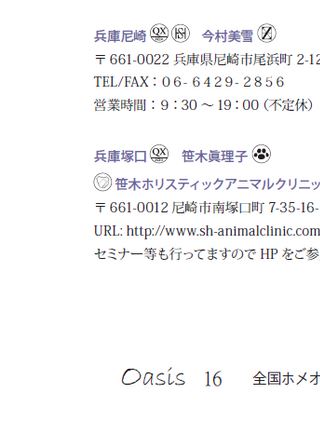 兵庫尼崎 QX HS 今村美雪 Z
〒661-0022 兵庫県尼崎市尾浜町 2-12
TEL/FAX：０６- ６４２９- ２８５６
営業時間：９：30 ～ 19：00（不定休）
兵庫塚口 QX 笹木眞理子
笹木ホリスティックアニマルクリニッ
〒661-0012 尼崎市南塚口町 7-35-16-
URL: http://www.sh-animalclinic.com
セミナー等も行ってますので HP をご参
Oasis 16 全国ホメオ